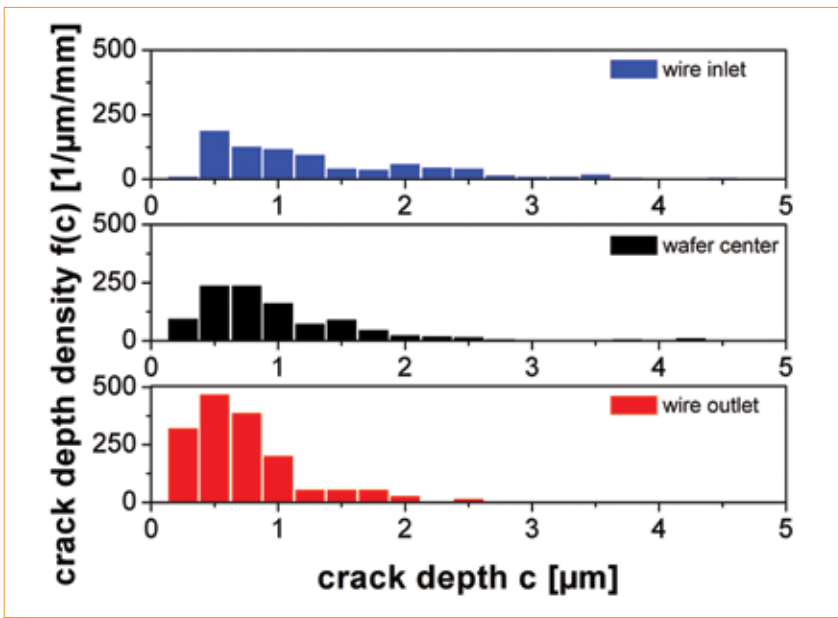 crack depth density f(c) [1/µm/mm]
500
250
0
wire inlet
0 1 2 3 4 5
500
250
0
wafer center
0 1 2 3 4 5
500
250
0
wire outlet
0 1 2 3 4 5
crack depth c [µm]